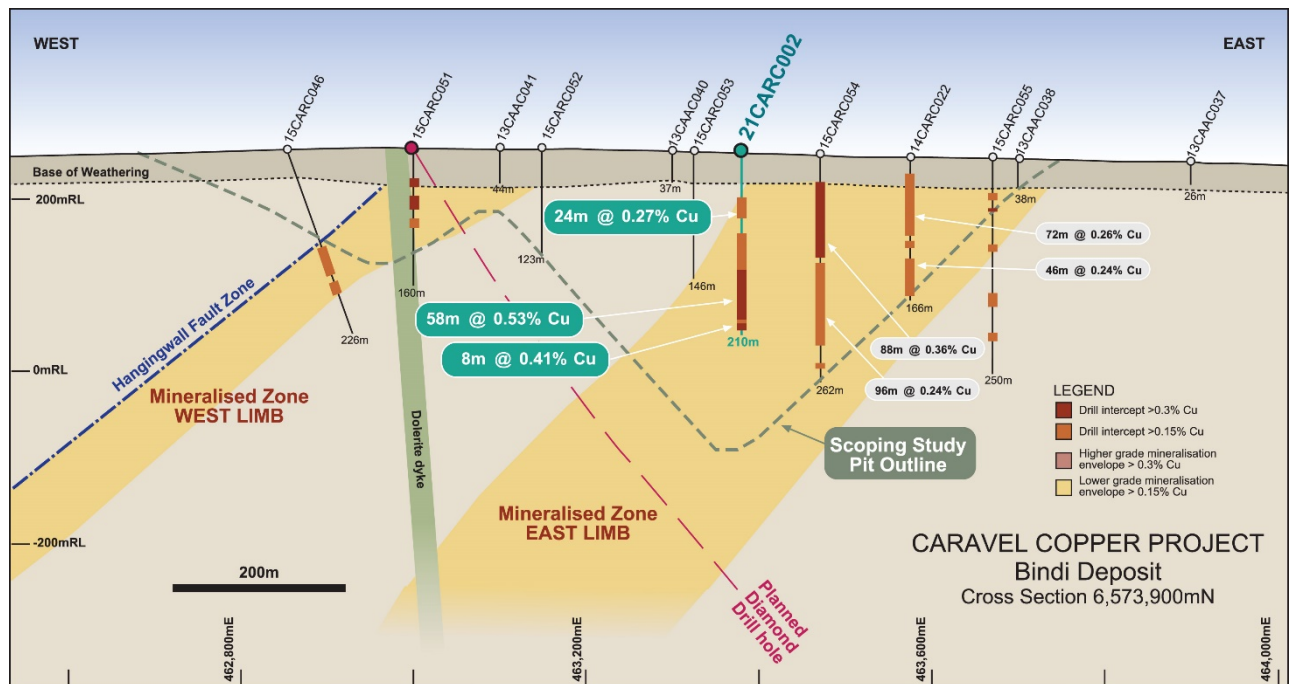 WEST
EAST
15CARC046
15CARC051
13CAAC041
15CARC052
13CAAC040
15CARC053
21CARC002
15CARC054
14CARC022
15CARC055
13CAAC038
13CAAC037
Base of Weathering
200mRL
0mRL
-200mRL
44m
37m
38m
26m
24m @ 0.27% Cu
72m @ 0.26% Cu
46m @ 0.24% Cu
123m
146m
160m
166m
58m @ 0.53% Cu
226m
210m
8m @ 0.41% Cu
88m @ 0.36% Cu
262m
96m @ 0.24% Cu
250m
Hangingwall Fault Zone
Mineralised Zone
WEST LIMB
Dolerite dyke
Scoping Study
Pit Outline
LEGEND
Drill intercept >0.3% Cu
Drill intercept >0.15% Cu
Higher grade mineralisation
envelope > 0.3% Cu
Lower grade mineralisation
envelope > 0.15% Cu
Mineralised Zone
EAST LIMB
Planned
Diamond
Drill hole
200m
CARAVEL COPPER PROJECT
Bindi Deposit
Cross Section 6,573,900mN
462,800mE
463,200mE
463,600mE
464,000mE